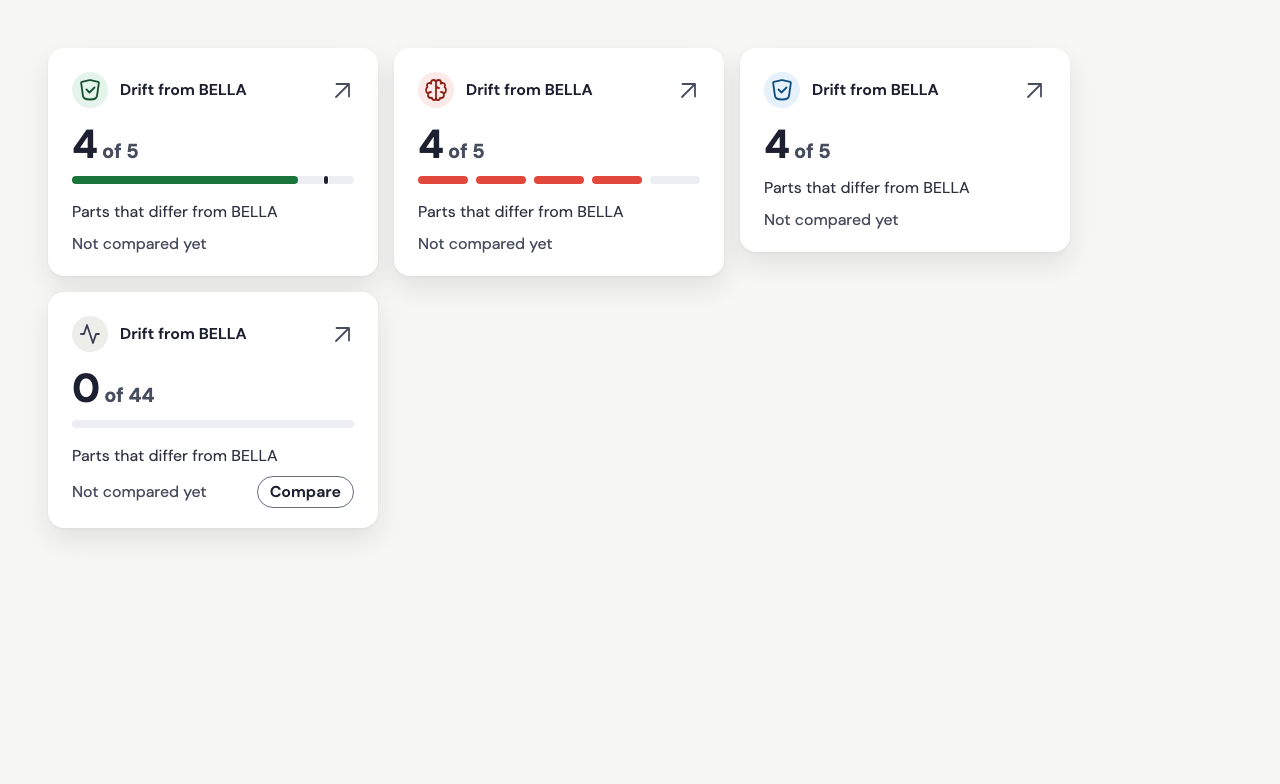 Drift from BELLA
4 of 5
Parts that differ from BELLA
Not compared yet
Drift from BELLA
4 of 5
Parts that differ from BELLA
Not compared yet
Drift from BELLA
4 of 5
Parts that differ from BELLA
Not compared yet
Drift from BELLA
0 of 44
Parts that differ from BELLA
Not compared yet
Compare